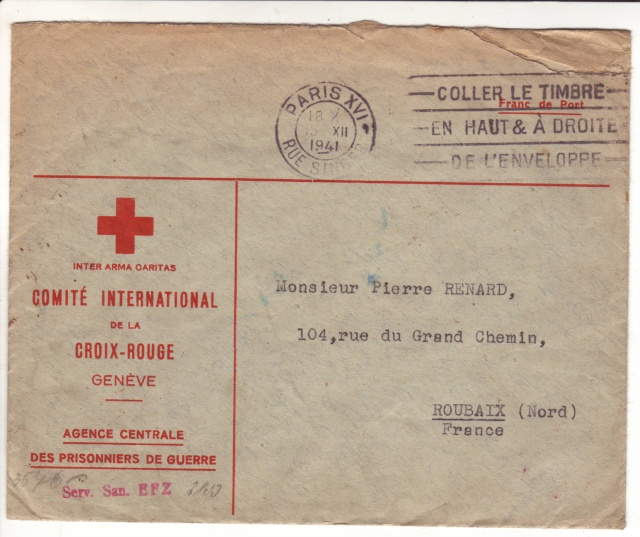 PARIS XVI
18
15 XII
1941
RUE SINGER
COLLER LE TIMBRE
Franc de Port
EN HAUT & À DROITE
DE L'ENVELOPPE
INTER ARMA CARITAS
COMITÉ INTERNATIONAL
DE LA
CROIX-ROUGE
GENÈVE
AGENCE CENTRALE
DES PRISONNIERS DE GUERRE
Serv. San. EFZ
Monsieur Pierre RENARD,
104,rue du Grand Chemin,
ROUBAIX (Nord)
France